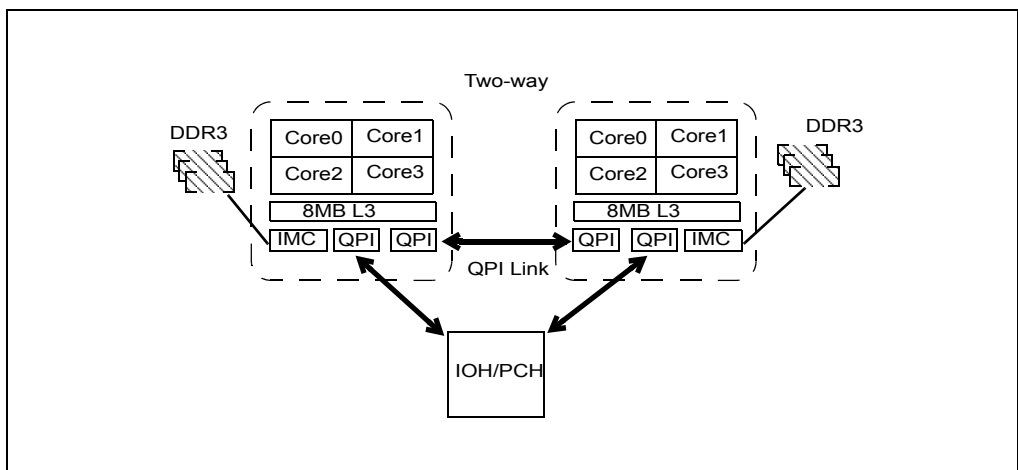 Two-way
DDR3
DDR3
Core0 Core1
Core0 Core1
Core2 Core3
Core2 Core3
8MB L3
8MB L3
IMC QPI QPI
QPI QPI IMC
QPI Link
IOH/PCH